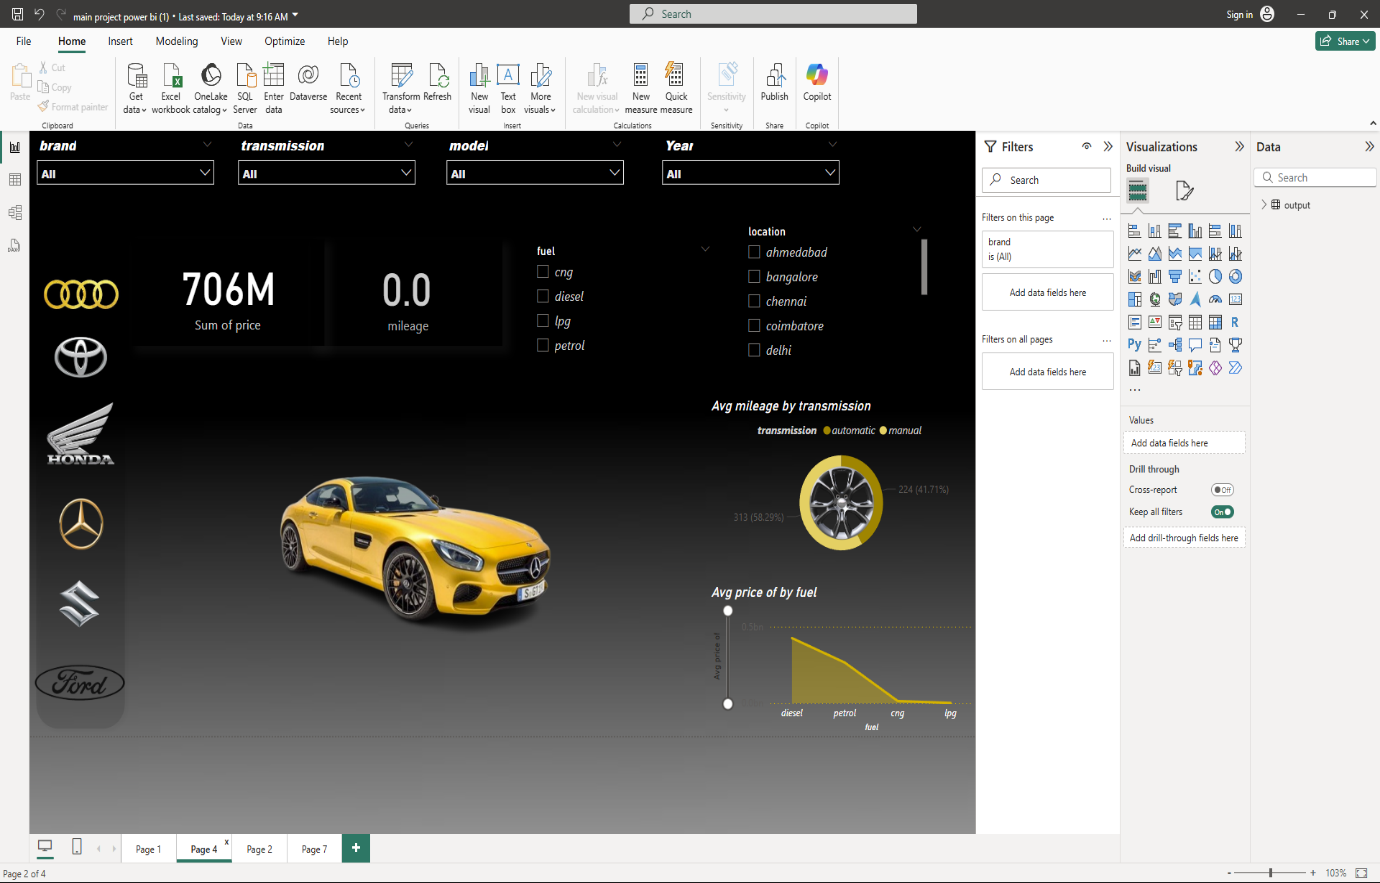 main project power bi (1) • Last saved: Today at 9:16 AM
Search
Sign in
File Home Insert Modeling View Optimize Help
Share
Paste
Cut
Copy
Format painter
Clipboard
Get data
Excel workbook
OneLake catalog
SQL Server
Enter data
Dataverse
Recent sources
Data
Transform data
Refresh
Queries
New visual
Text box
More visuals
Insert
New visual calculation
New measure
Quick measure
Calculations
Sensitivity
Sensitivity
Publish
Share
Copilot
Copilot
brand
All
transmission
All
model
All
Year
All
706M
Sum of price
0.0
mileage
fuel
cng
diesel
lpg
petrol
location
ahmedabad
bangalore
chennai
coimbatore
delhi
HONDA
Ford
Avg mileage by transmission
transmission automatic manual
224 (41.71%)
313 (58.29%)
Avg price of by fuel
0.5bn
Avg price of
diesel petrol cng lpg
fuel
Filters
Search
Filters on this page
...
brand
is (All)
Add data fields here
Filters on all pages
...
Add data fields here
Visualizations
Build visual
123
R
Py
...
Values
Add data fields here
Drill through
Cross-report
Off
Keep all filters
On
Add drill-through fields here
Data
Search
output
Page 1
Page 4
x
Page 2
Page 7
+
Page 2 of 4
- + 103%